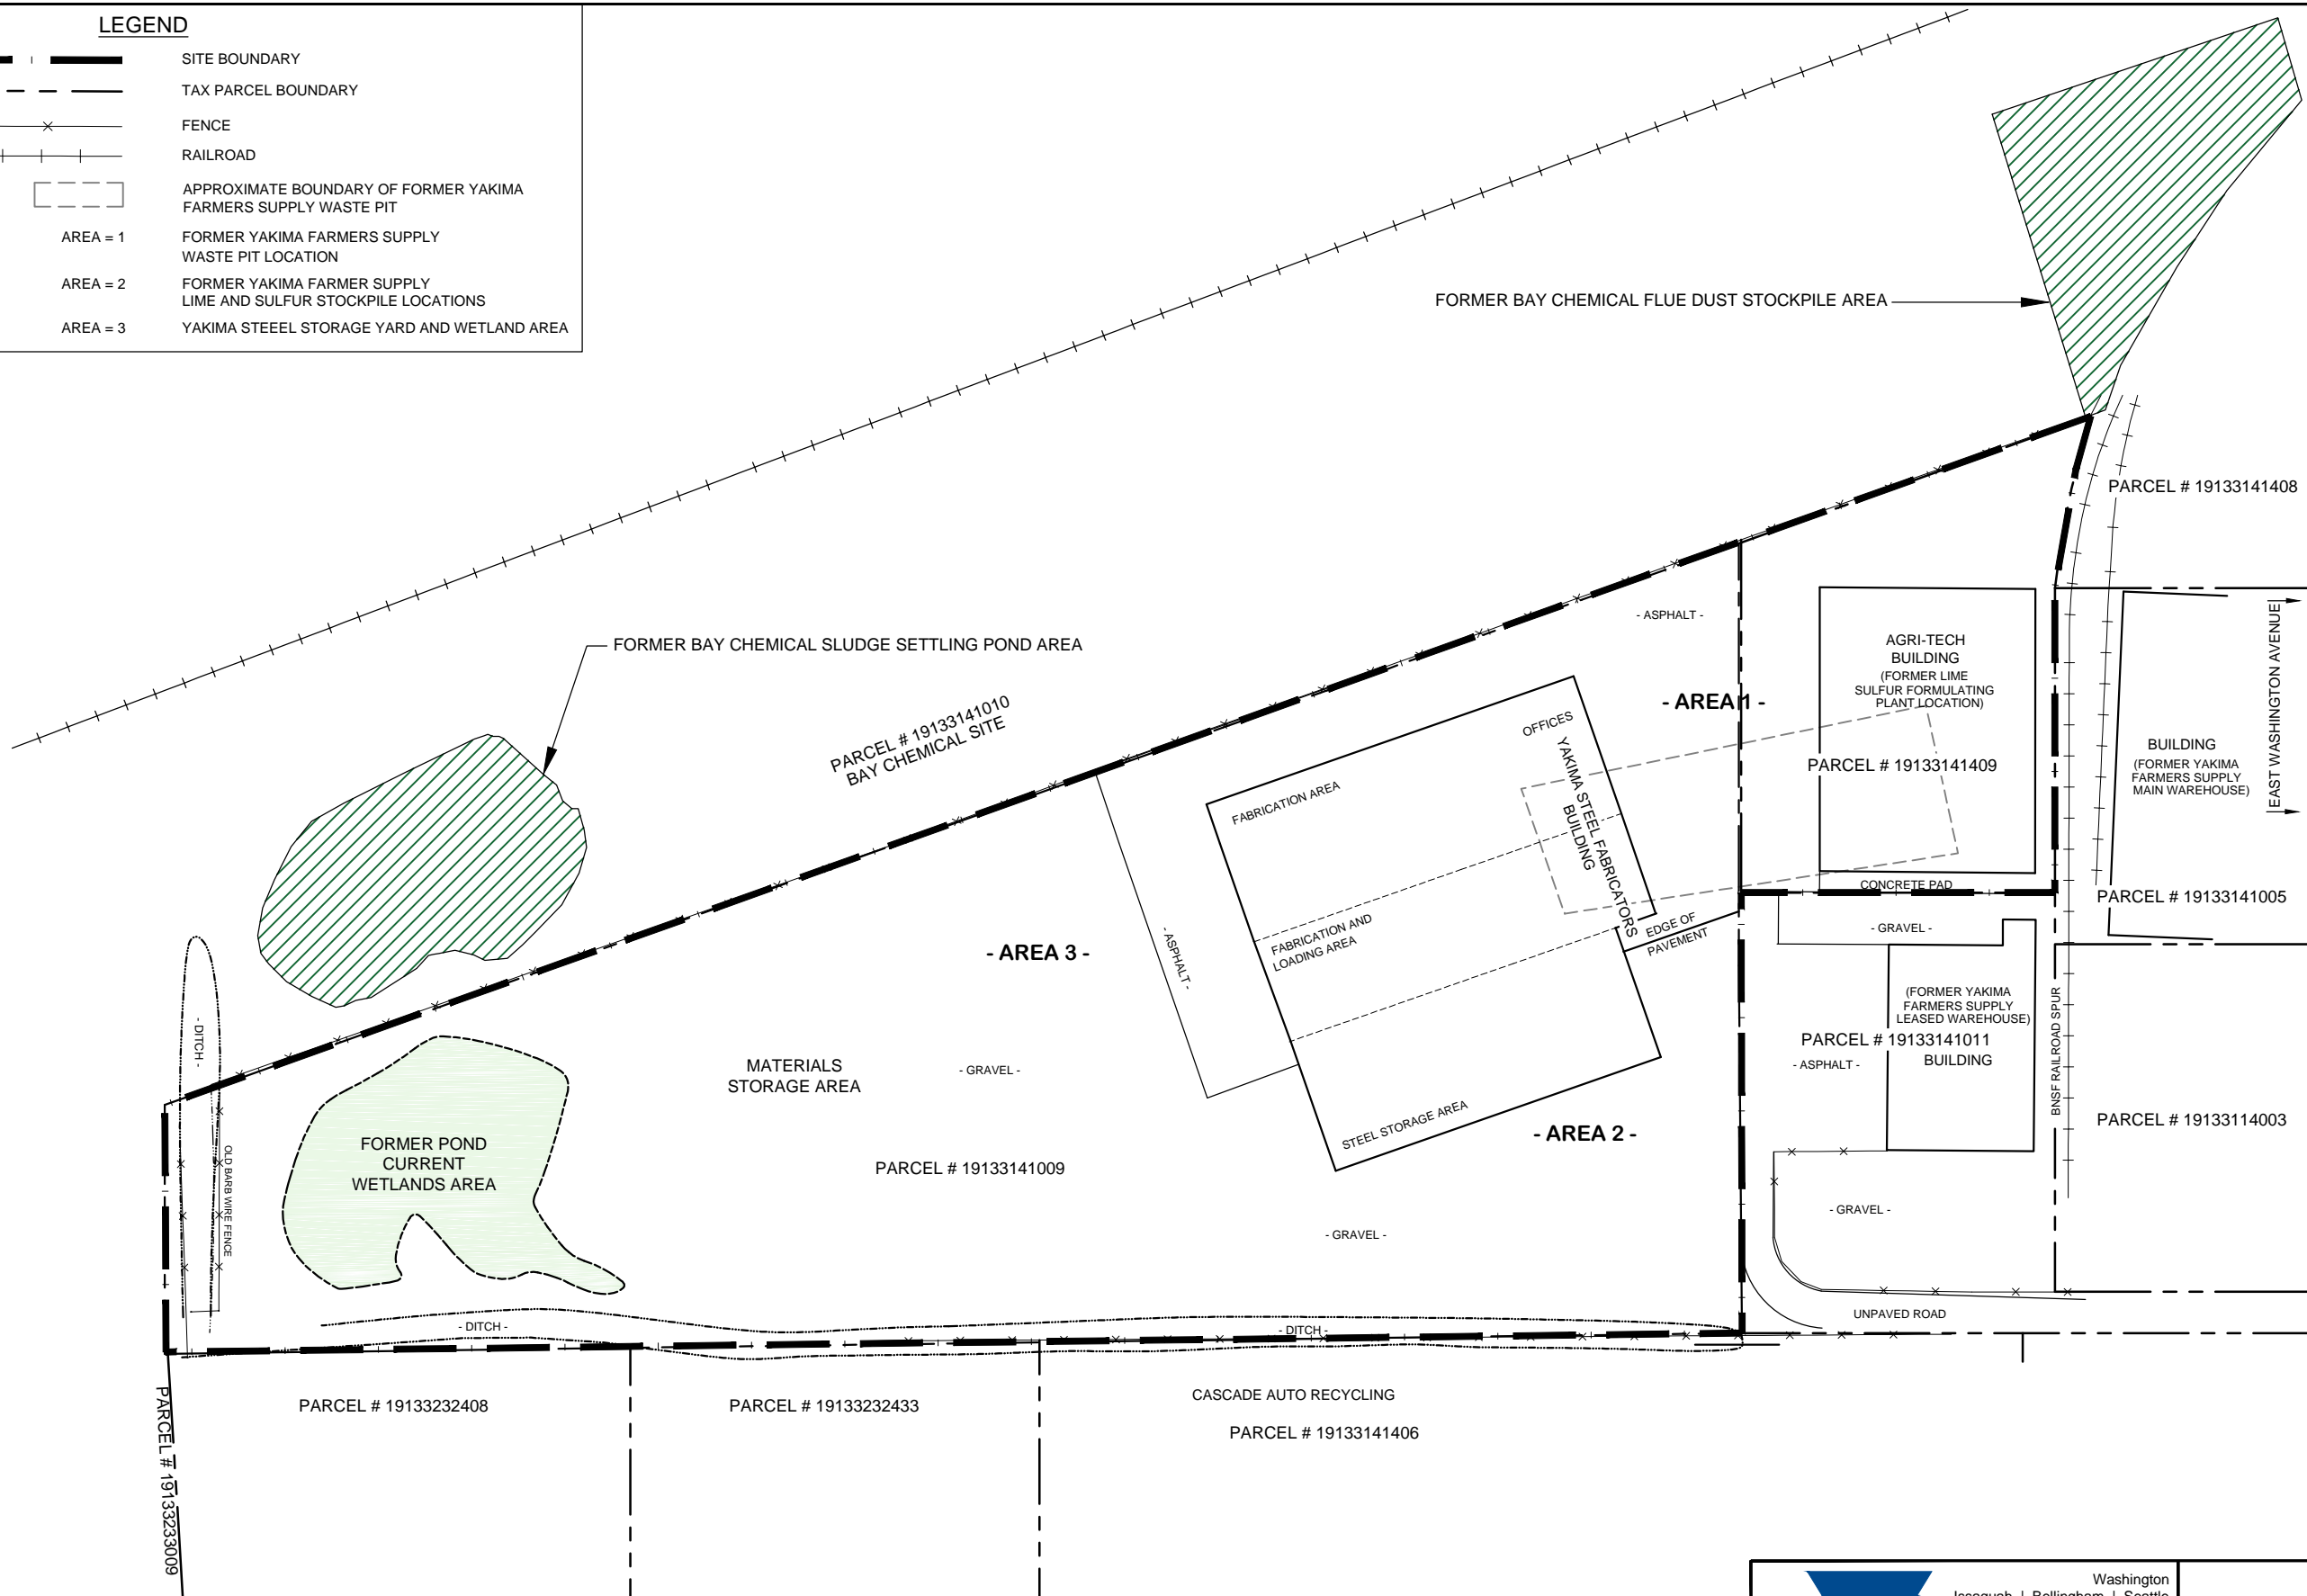 LEGEND
SITE BOUNDARY
TAX PARCEL BOUNDARY
FENCE
RAILROAD
APPROXIMATE BOUNDARY OF FORMER YAKIMA
FARMERS SUPPLY WASTE PIT
AREA = 1 FORMER YAKIMA FARMERS SUPPLY
WASTE PIT LOCATION
AREA = 2 FORMER YAKIMA FARMER SUPPLY
LIME AND SULFUR STOCKPILE LOCATIONS
AREA = 3 YAKIMA STEEEL STORAGE YARD AND WETLAND AREA
FORMER BAY CHEMICAL FLUE DUST STOCKPILE AREA
PARCEL # 19133141408
FORMER BAY CHEMICAL SLUDGE SETTLING POND AREA
PARCEL # 19133141010
BAY CHEMICAL SITE
- ASPHALT -
- AREA 1 -
AGRI-TECH
BUILDING
(FORMER LIME
SULFUR FORMULATING
PLANT LOCATION)
PARCEL # 19133141409
CONCRETE PAD
BUILDING
(FORMER YAKIMA
FARMERS SUPPLY
MAIN WAREHOUSE)
EAST WASHINGTON AVENUE
PARCEL # 19133141005
OFFICES
YAKIMA STEEL FABRICATORS
BUILDING
FABRICATION AREA
FABRICATION AND
LOADING AREA
STEEL STORAGE AREA
EDGE OF
PAVEMENT
- ASPHALT -
- AREA 3 -
- GRAVEL -
(FORMER YAKIMA
FARMERS SUPPLY
LEASED WAREHOUSE)
PARCEL # 19133141011
BUILDING
- ASPHALT -
BNSF RAILROAD SPUR
PARCEL # 19133114003
- DITCH -
OLD BARB WIRE FENCE
FORMER POND
CURRENT
WETLANDS AREA
MATERIALS
STORAGE AREA
- GRAVEL -
PARCEL # 19133141009
- AREA 2 -
- GRAVEL -
- GRAVEL -
UNPAVED ROAD
- DITCH -
- DITCH -
PARCEL # 19133233009
PARCEL # 19133232408
PARCEL # 19133232433
CASCADE AUTO RECYCLING
PARCEL # 19133141406
Washington
Issaquah | Bellingham | Seattle